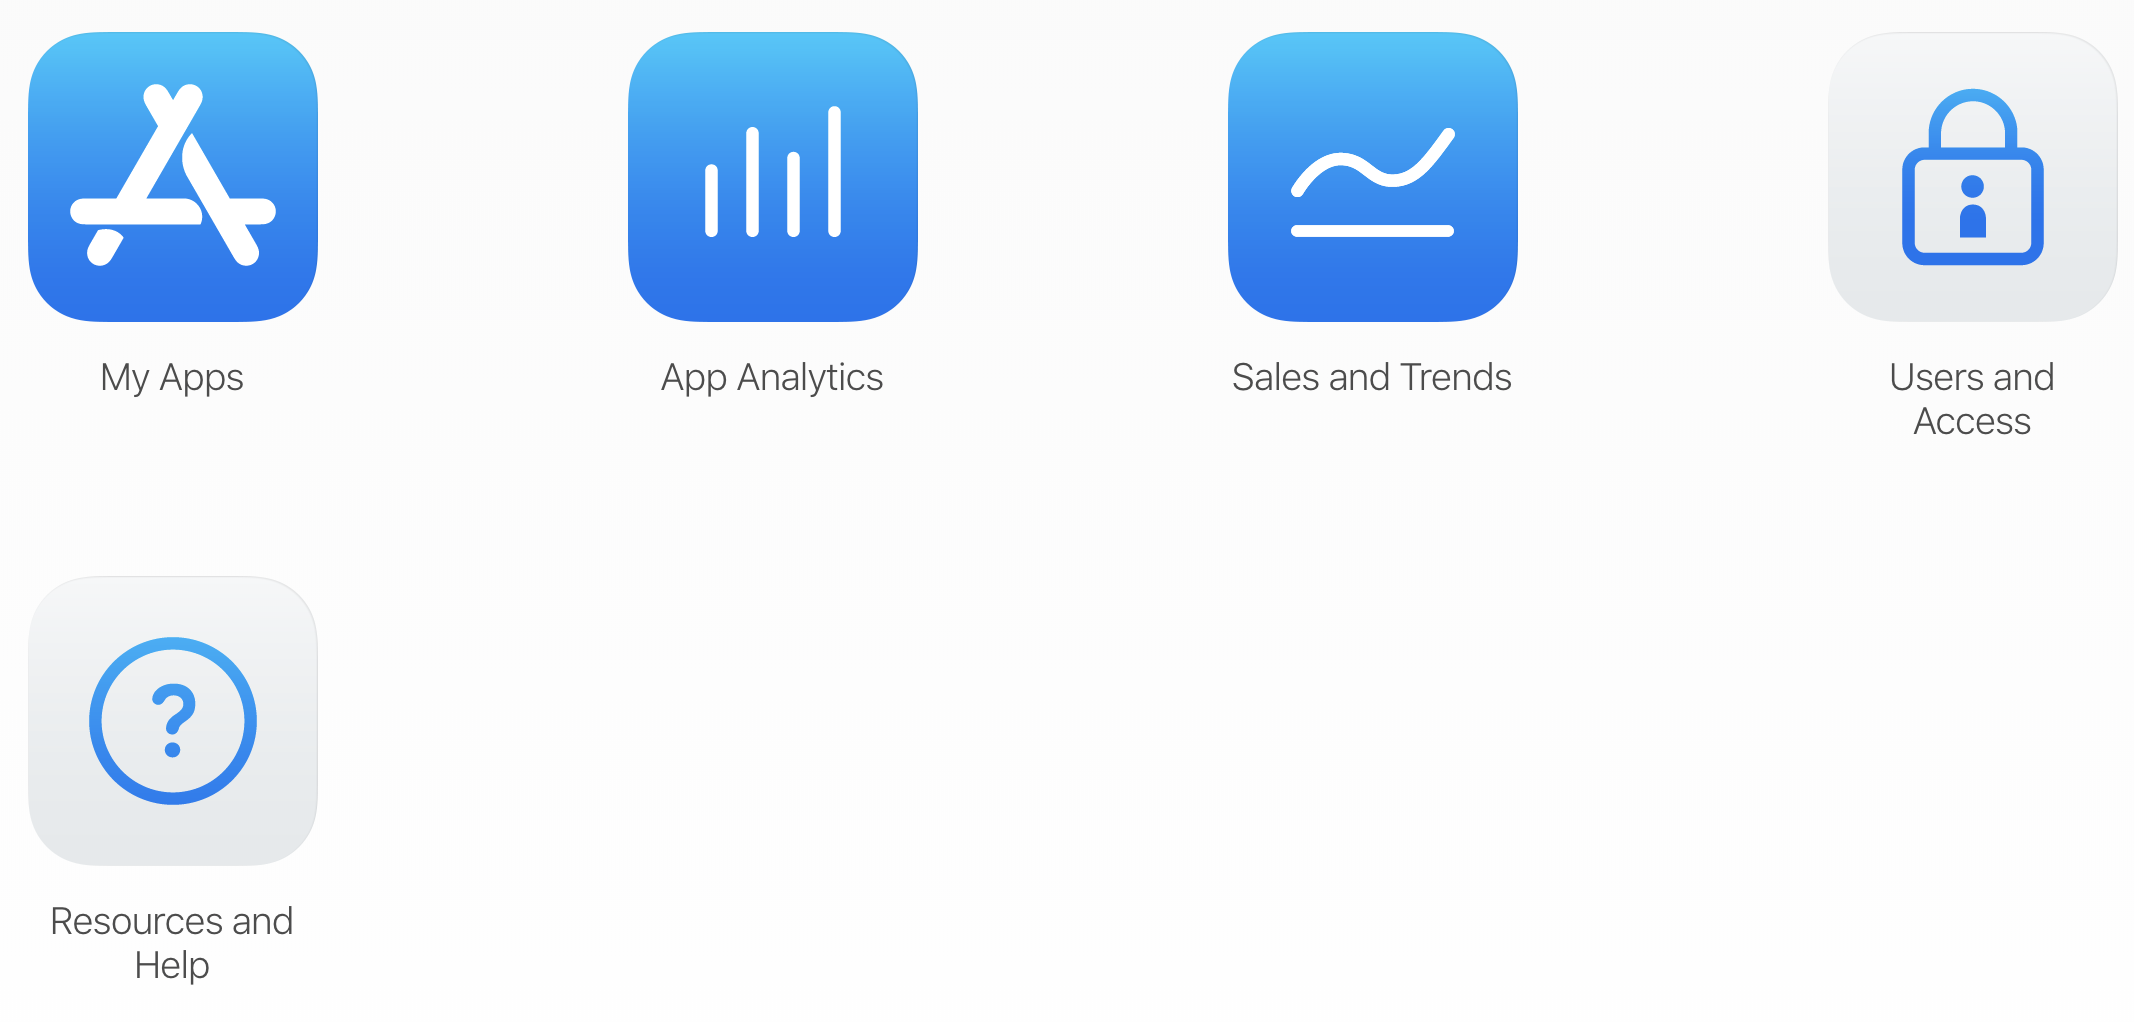 My Apps
App Analytics
Sales and Trends
Users and
Access
Resources and
Help